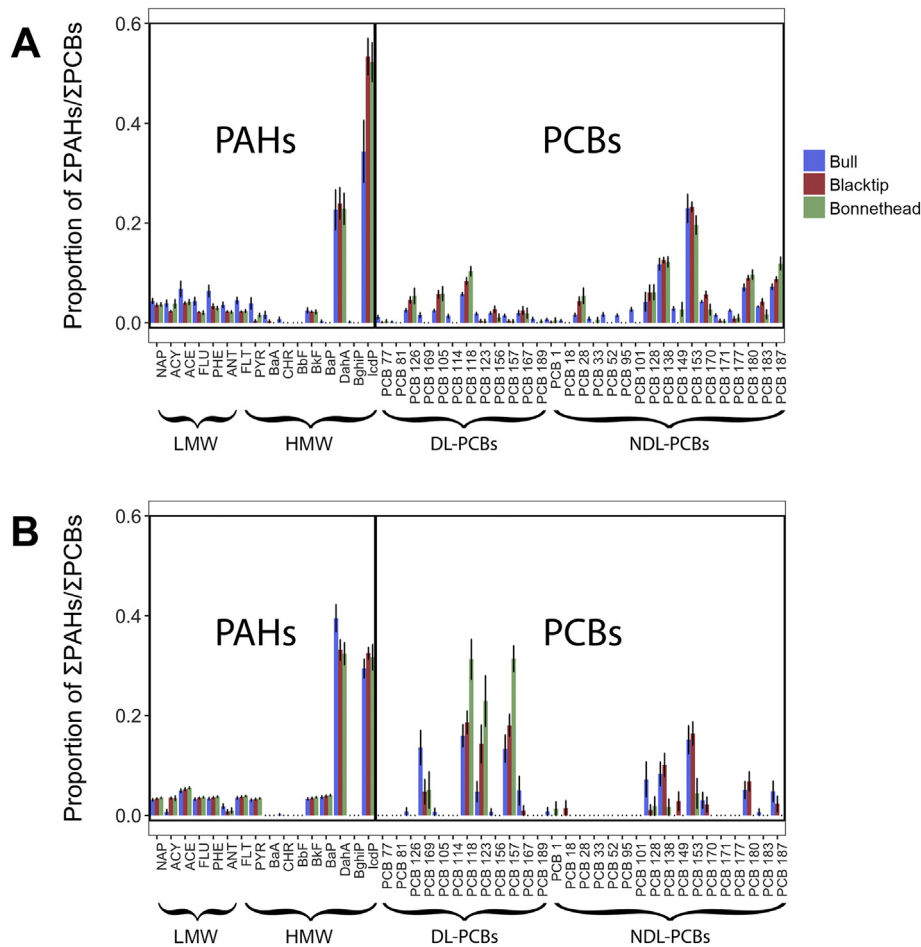 A
Proportion of ΣPAHs/ΣPCBs
0.6
0.4
0.2
0.0
PAHs
PCBs
Bull
Blacktip
Bonnethead
NAP
ACY
ACE
FLU
PHE
ANT
FLT
PYR
BaA
CHR
BbF
BkF
BaP
DahA
BghiP
IcdP
PCB 77
PCB 81
PCB 126
PCB 169
PCB 105
PCB 114
PCB 118
PCB 123
PCB 156
PCB 157
PCB 167
PCB 189
PCB 1
PCB 18
PCB 28
PCB 33
PCB 52
PCB 95
PCB 101
PCB 128
PCB 138
PCB 149
PCB 153
PCB 170
PCB 171
PCB 177
PCB 180
PCB 183
PCB 187
LMW
HMW
DL-PCBs
NDL-PCBs
B
Proportion of ΣPAHs/ΣPCBs
0.6
0.4
0.2
0.0
PAHs
PCBs
NAP
ACY
ACE
FLU
PHE
ANT
FLT
PYR
BaA
CHR
BbF
BkF
BaP
DahA
BghiP
IcdP
PCB 77
PCB 81
PCB 126
PCB 169
PCB 105
PCB 114
PCB 118
PCB 123
PCB 156
PCB 157
PCB 167
PCB 189
PCB 1
PCB 18
PCB 28
PCB 33
PCB 52
PCB 95
PCB 101
PCB 128
PCB 138
PCB 149
PCB 153
PCB 170
PCB 171
PCB 177
PCB 180
PCB 183
PCB 187
LMW
HMW
DL-PCBs
NDL-PCBs